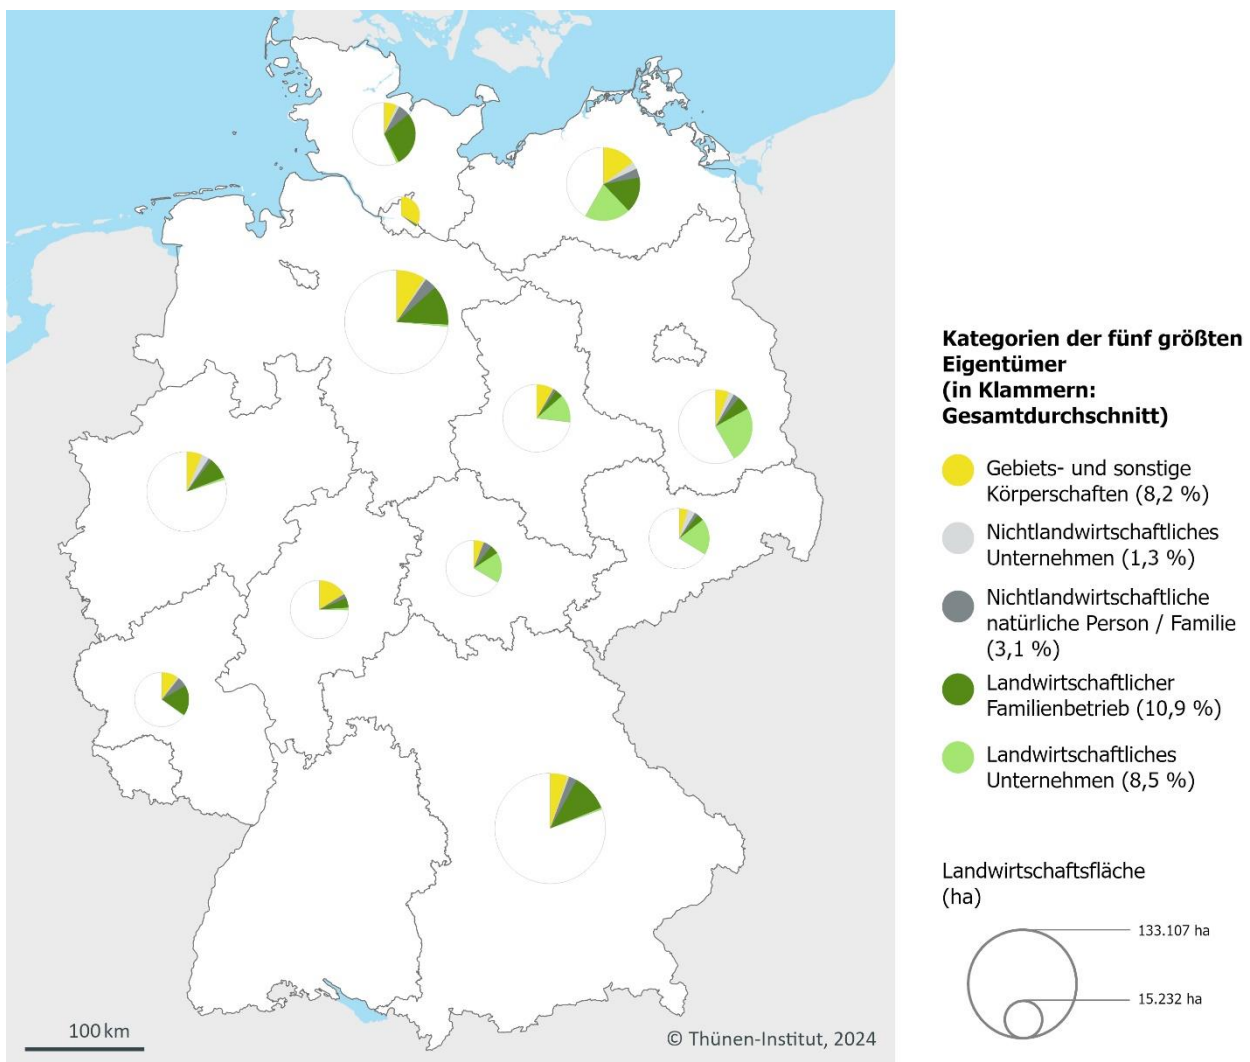 Kategorien der fünf größten
Eigentümer
(in Klammern:
Gesamtdurchschnitt)
Gebiets- und sonstige
Körperschaften (8,2 %)
Nichtlandwirtschaftliches
Unternehmen (1,3 %)
Nichtlandwirtschaftliche
natürliche Person / Familie
(3,1 %)
Landwirtschaftlicher
Familienbetrieb (10,9 %)
Landwirtschaftliches
Unternehmen (8,5 %)
Landwirtschaftsfläche
(ha)
133.107 ha
15.232 ha
100 km
© Thünen-Institut, 2024